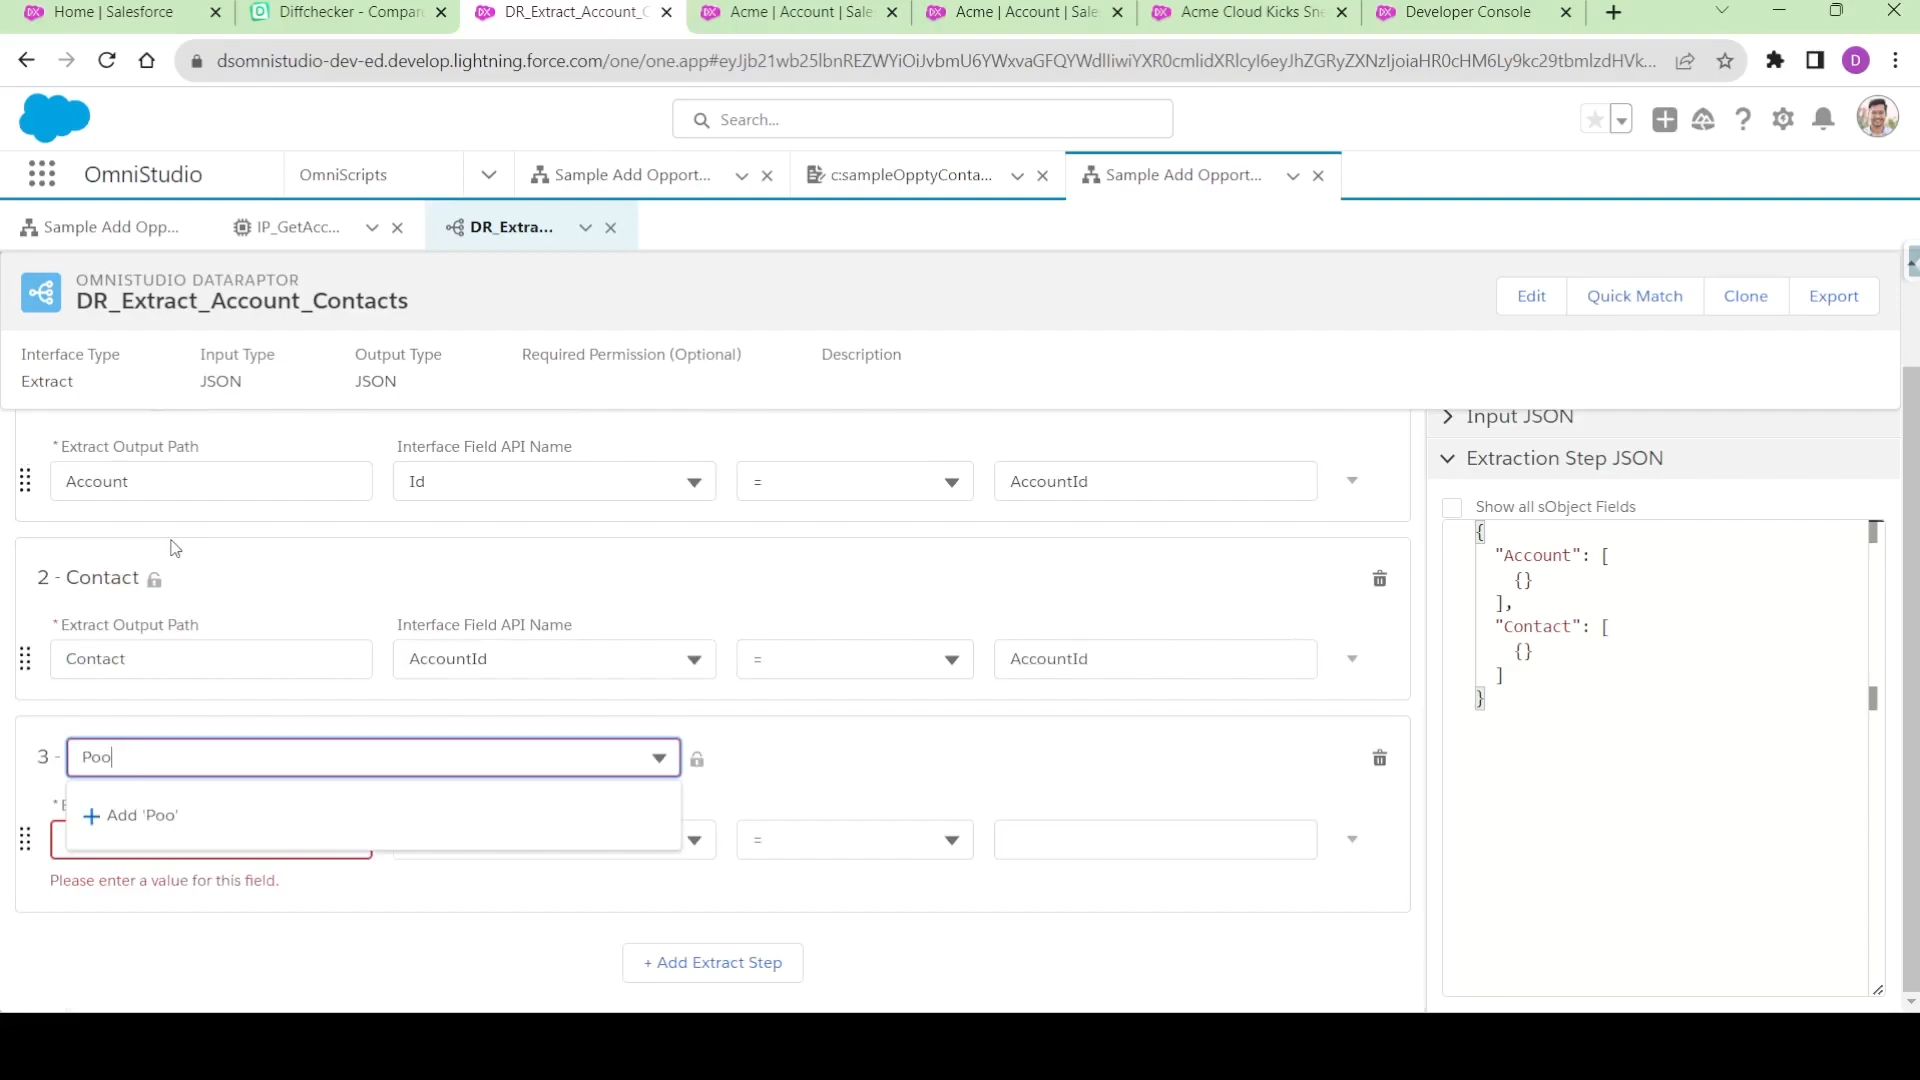 Home | Salesforce
Diffchecker - Compar
DR_Extract_Account_C
Acme | Account | Sale
Acme | Account | Sale
Acme Cloud Kicks Sne
Developer Console
dsomnistudio-dev-ed.develop.lightning.force.com/one/one.app#eyJjb21wb25lbnREZWYiOiJvbmU6YWxvaGFQYWdlIiwiYXR0cmlidXRlcyI6eyJhZGRyZXNzIjoiaHR0cHM6Ly9kc29tbmlzdHVk...
D
Search...
OmniStudio
OmniScripts
Sample Add Opport...
c:sampleOpptyConta...
Sample Add Opport...
Sample Add Opp...
IP_GetAcc...
DR_Extra...
OMNISTUDIO DATARAPTOR
DR_Extract_Account_Contacts
Edit
Quick Match
Clone
Export
Interface Type
Input Type
Output Type
Required Permission (Optional)
Description
Extract
JSON
JSON
*Extract Output Path
Interface Field API Name
Account
Id
=
AccountId
2 - Contact
*Extract Output Path
Interface Field API Name
Contact
AccountId
=
AccountId
3 -
Poo
* E
+ Add 'Poo'
=
Please enter a value for this field.
+ Add Extract Step
Input JSON
Extraction Step JSON
Show all sObject Fields
{
"Account": [
{}
],
"Contact": [
{}
]
}